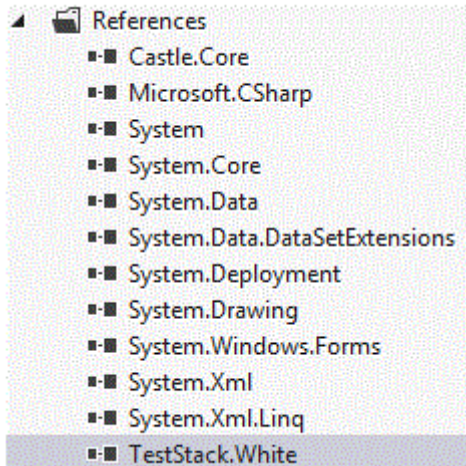 References
Castle.Core
Microsoft.CSharp
System
System.Core
System.Data
System.Data.DataSetExtensions
System.Deployment
System.Drawing
System.Windows.Forms
System.Xml
System.Xml.Linq
TestStack.White